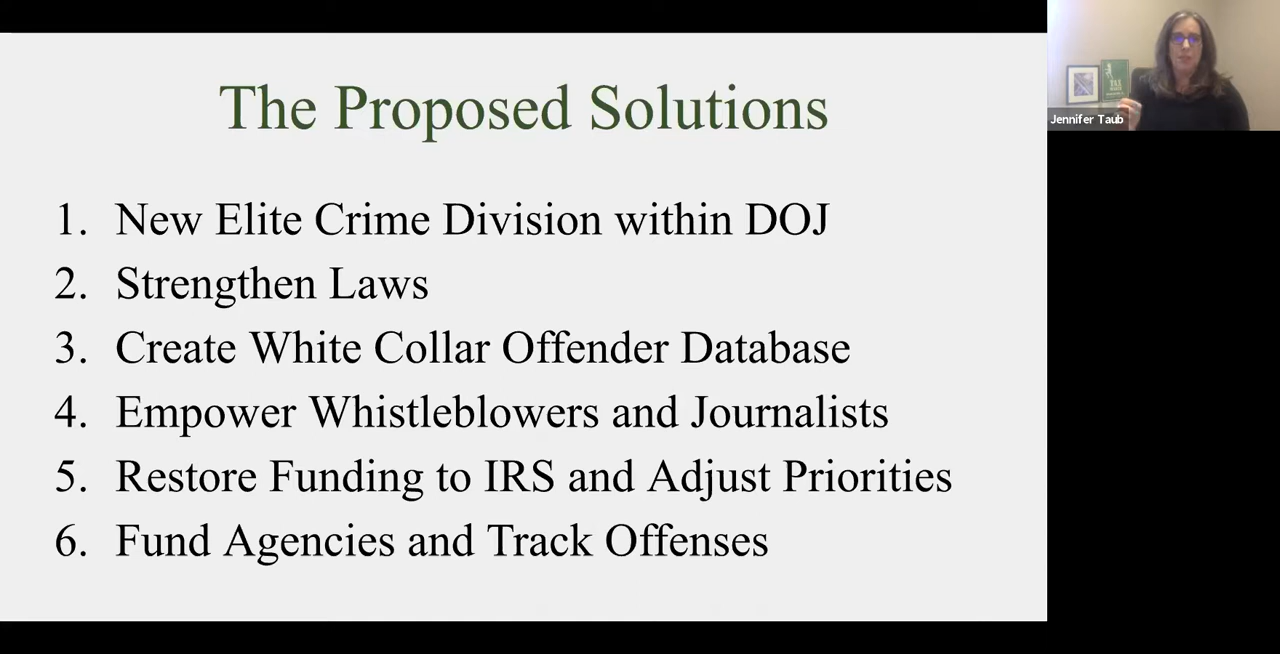 The Proposed Solutions
1. New Elite Crime Division within DOJ
2. Strengthen Laws
3. Create White Collar Offender Database
4. Empower Whistleblowers and Journalists
5. Restore Funding to IRS and Adjust Priorities
6. Fund Agencies and Track Offenses
Jennifer Taub